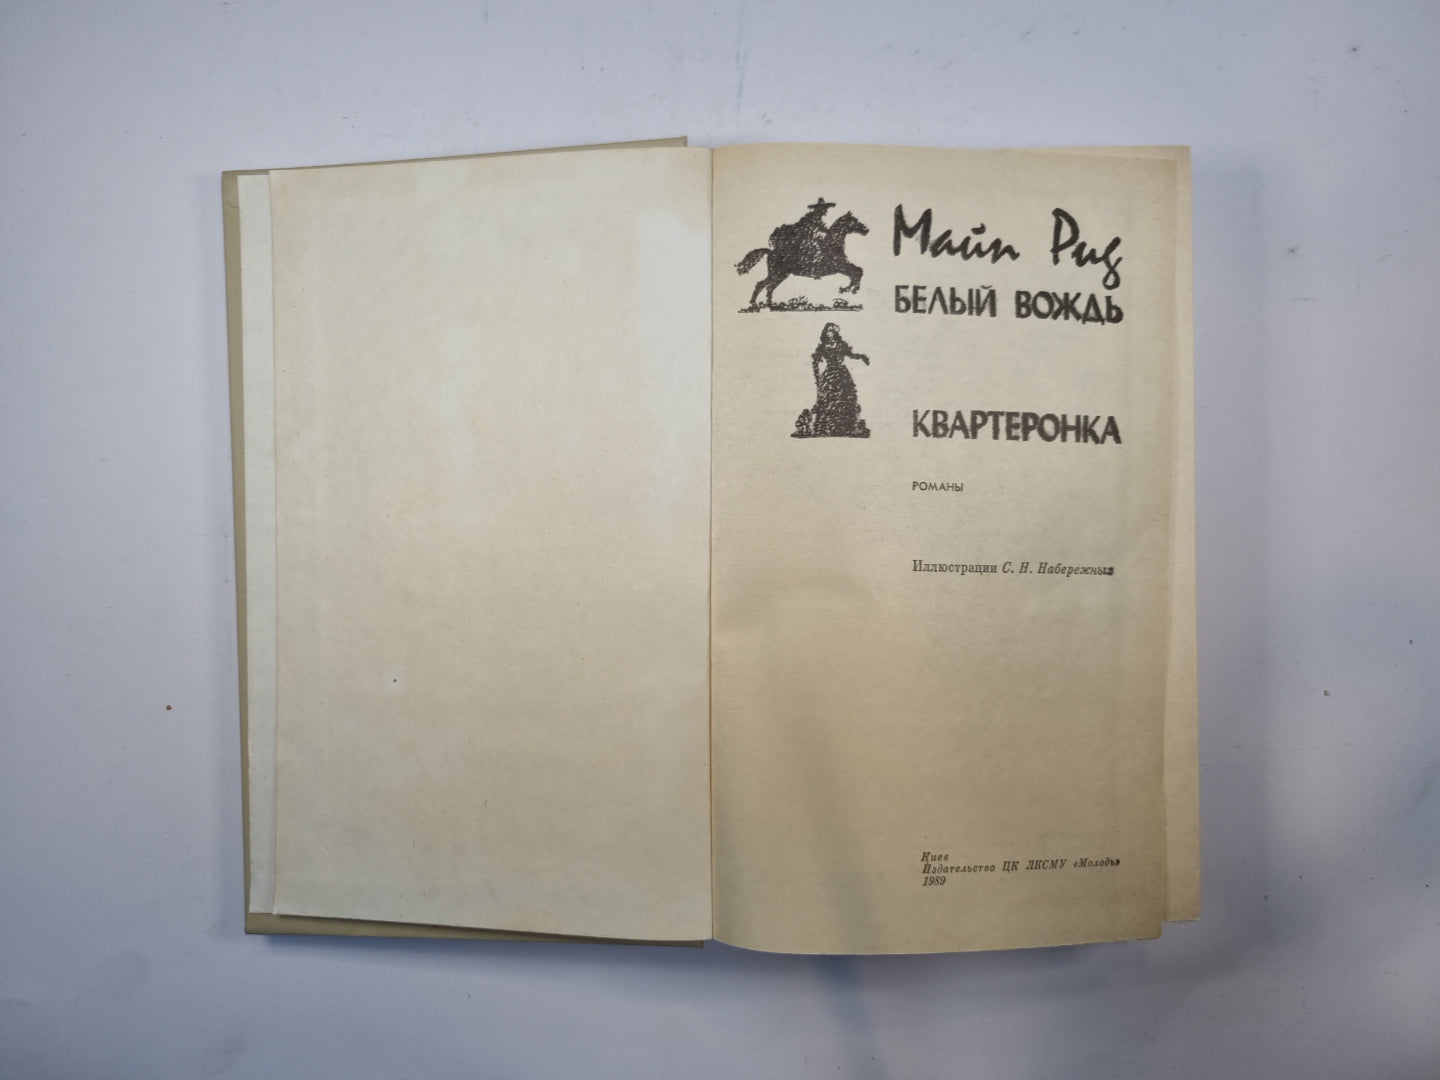 Майн Рид
БЕЛЫЙ ВОЖДЬ
КВАРТЕРОНКА
РОМАНЫ
Иллюстрации С. Н. Набережных
Киев
Издательство ЦК ЛКСМУ «Молодь»
1989